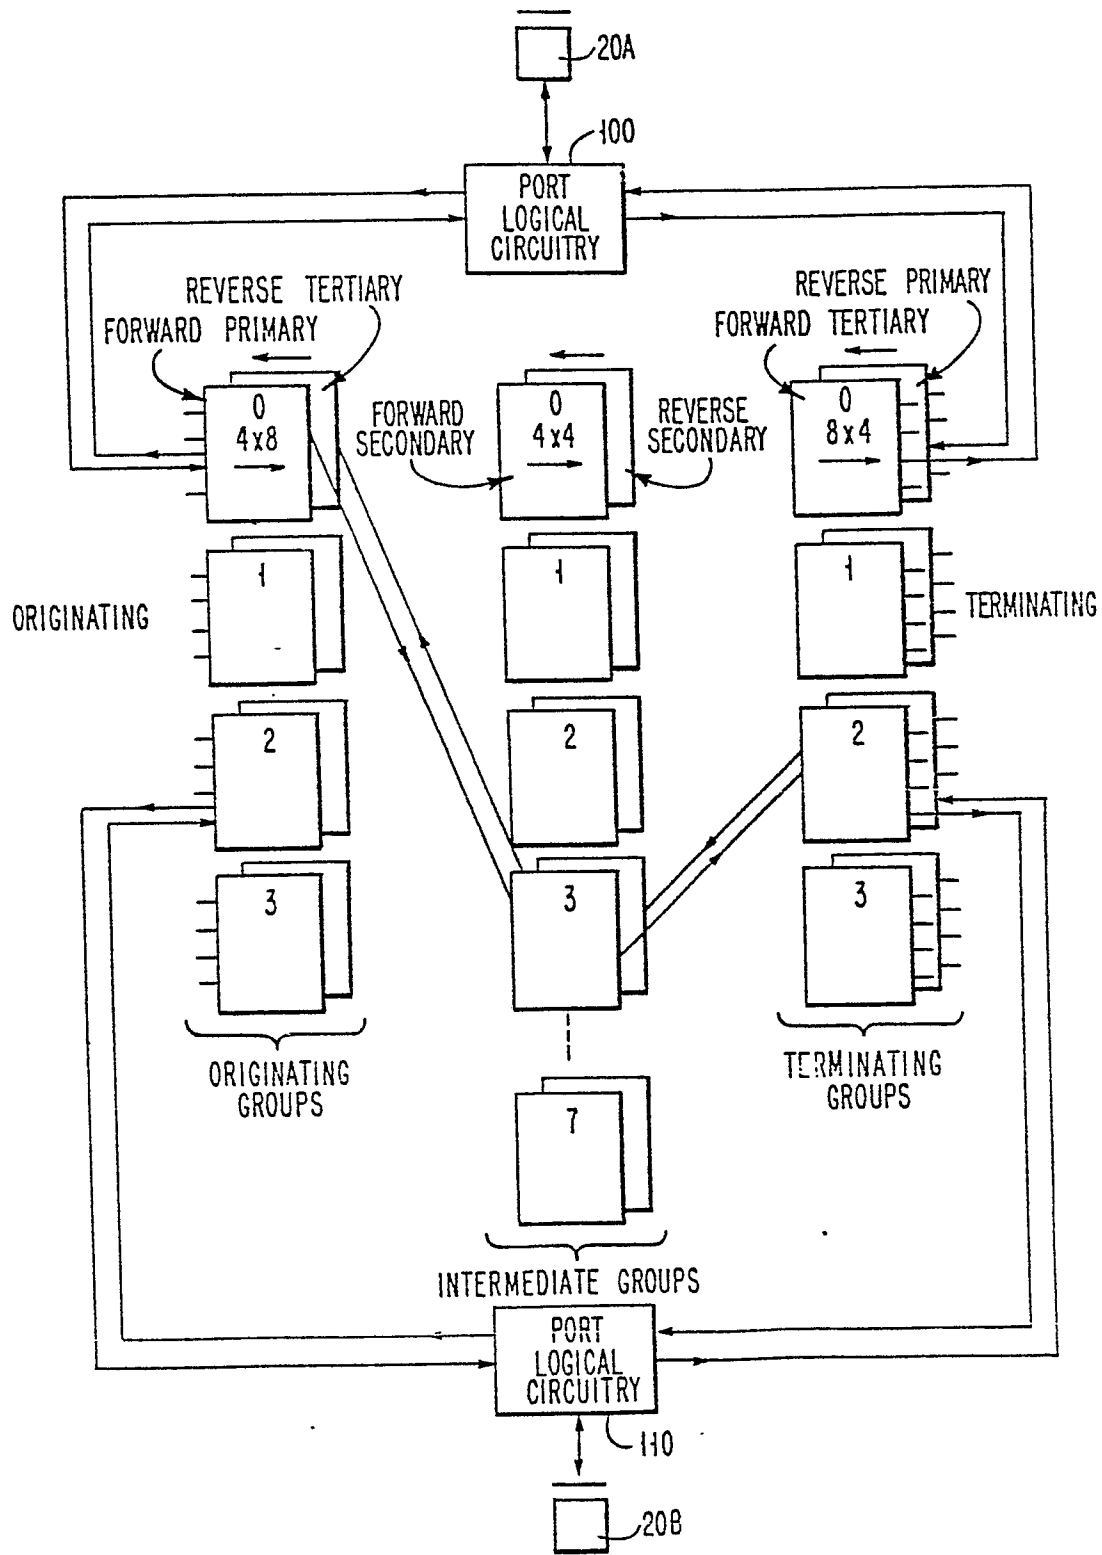 20A
100
PORT
LOGICAL
CIRCUITRY
REVERSE TERTIARY
FORWARD PRIMARY
REVERSE PRIMARY
FORWARD TERTIARY
0
4x8
FORWARD
SECONDARY
0
4x4
REVERSE
SECONDARY
0
8x4
ORIGINATING
1
1
1
TERMINATING
2
2
2
3
3
3
ORIGINATING
GROUPS
TERMINATING
GROUPS
7
INTERMEDIATE GROUPS
PORT
LOGICAL
CIRCUITRY
110
20B